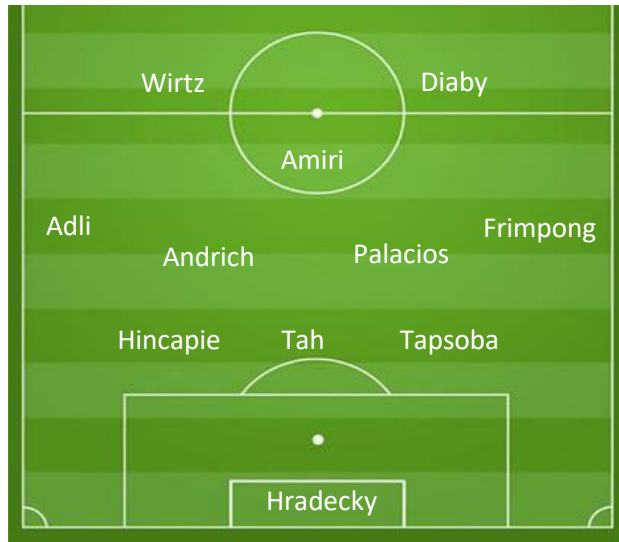 Wirtz Diaby
Amiri
Adli Frimpong
Andrich Palacios
Hincapie Tah Tapsoba
Hradecky